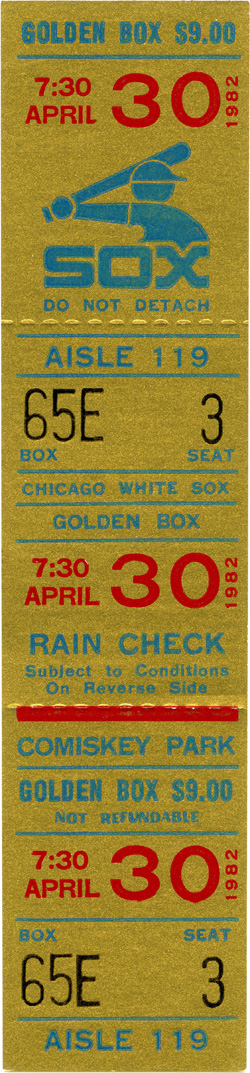 GOLDEN BOX $9.00
7:30
APRIL 30 1982
SOX
DO NOT DETACH
AISLE 119
65E 3
BOX SEAT
CHICAGO WHITE SOX
GOLDEN BOX
7:30
APRIL 30 1982
RAIN CHECK
Subject to Conditions
On Reverse Side
COMISKEY PARK
GOLDEN BOX $9.00
NOT REFUNDABLE
7:30
APRIL 30 1982
BOX SEAT
65E 3
AISLE 119